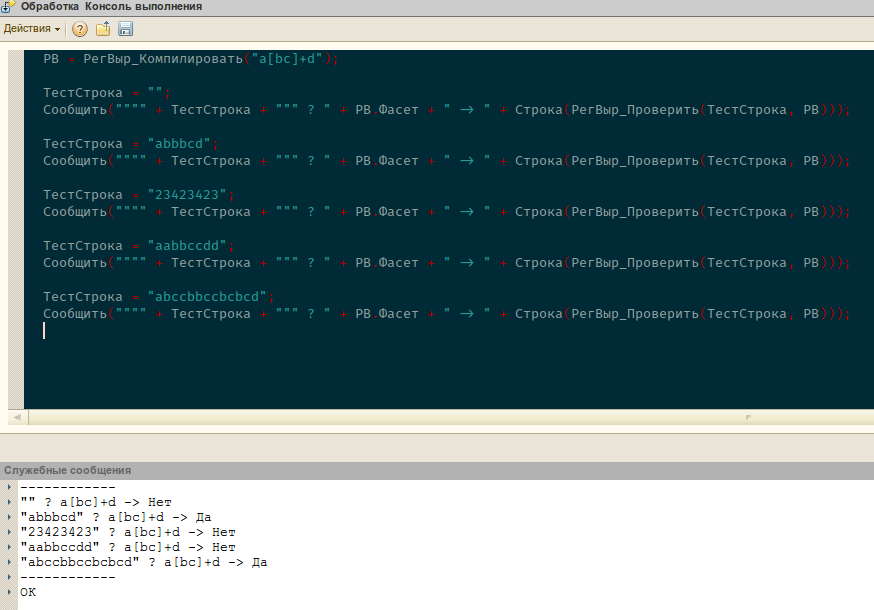 Обработка Консоль выполнения
Действия
РВ = РегВыр_Компилировать("a[bc]+d");
ТестСтрока = "";
Сообщить("""" + ТестСтрока + """ ? " + РВ.Фасет + " -> " + Строка(РегВыр_Проверить(ТестСтрока, РВ)));
ТестСтрока = "abbbcd";
Сообщить("""" + ТестСтрока + """ ? " + РВ.Фасет + " -> " + Строка(РегВыр_Проверить(ТестСтрока, РВ)));
ТестСтрока = "23423423";
Сообщить("""" + ТестСтрока + """ ? " + РВ.Фасет + " -> " + Строка(РегВыр_Проверить(ТестСтрока, РВ)));
ТестСтрока = "aabbccdd";
Сообщить("""" + ТестСтрока + """ ? " + РВ.Фасет + " -> " + Строка(РегВыр_Проверить(ТестСтрока, РВ)));
ТестСтрока = "abccbbccbcbcd";
Сообщить("""" + ТестСтрока + """ ? " + РВ.Фасет + " -> " + Строка(РегВыр_Проверить(ТестСтрока, РВ)));
Служебные сообщения
------------
"" ? a[bc]+d -> Нет
"abbbcd" ? a[bc]+d -> Да
"23423423" ? a[bc]+d -> Нет
"aabbccdd" ? a[bc]+d -> Нет
"abccbbccbcbcd" ? a[bc]+d -> Да
------------
ОК